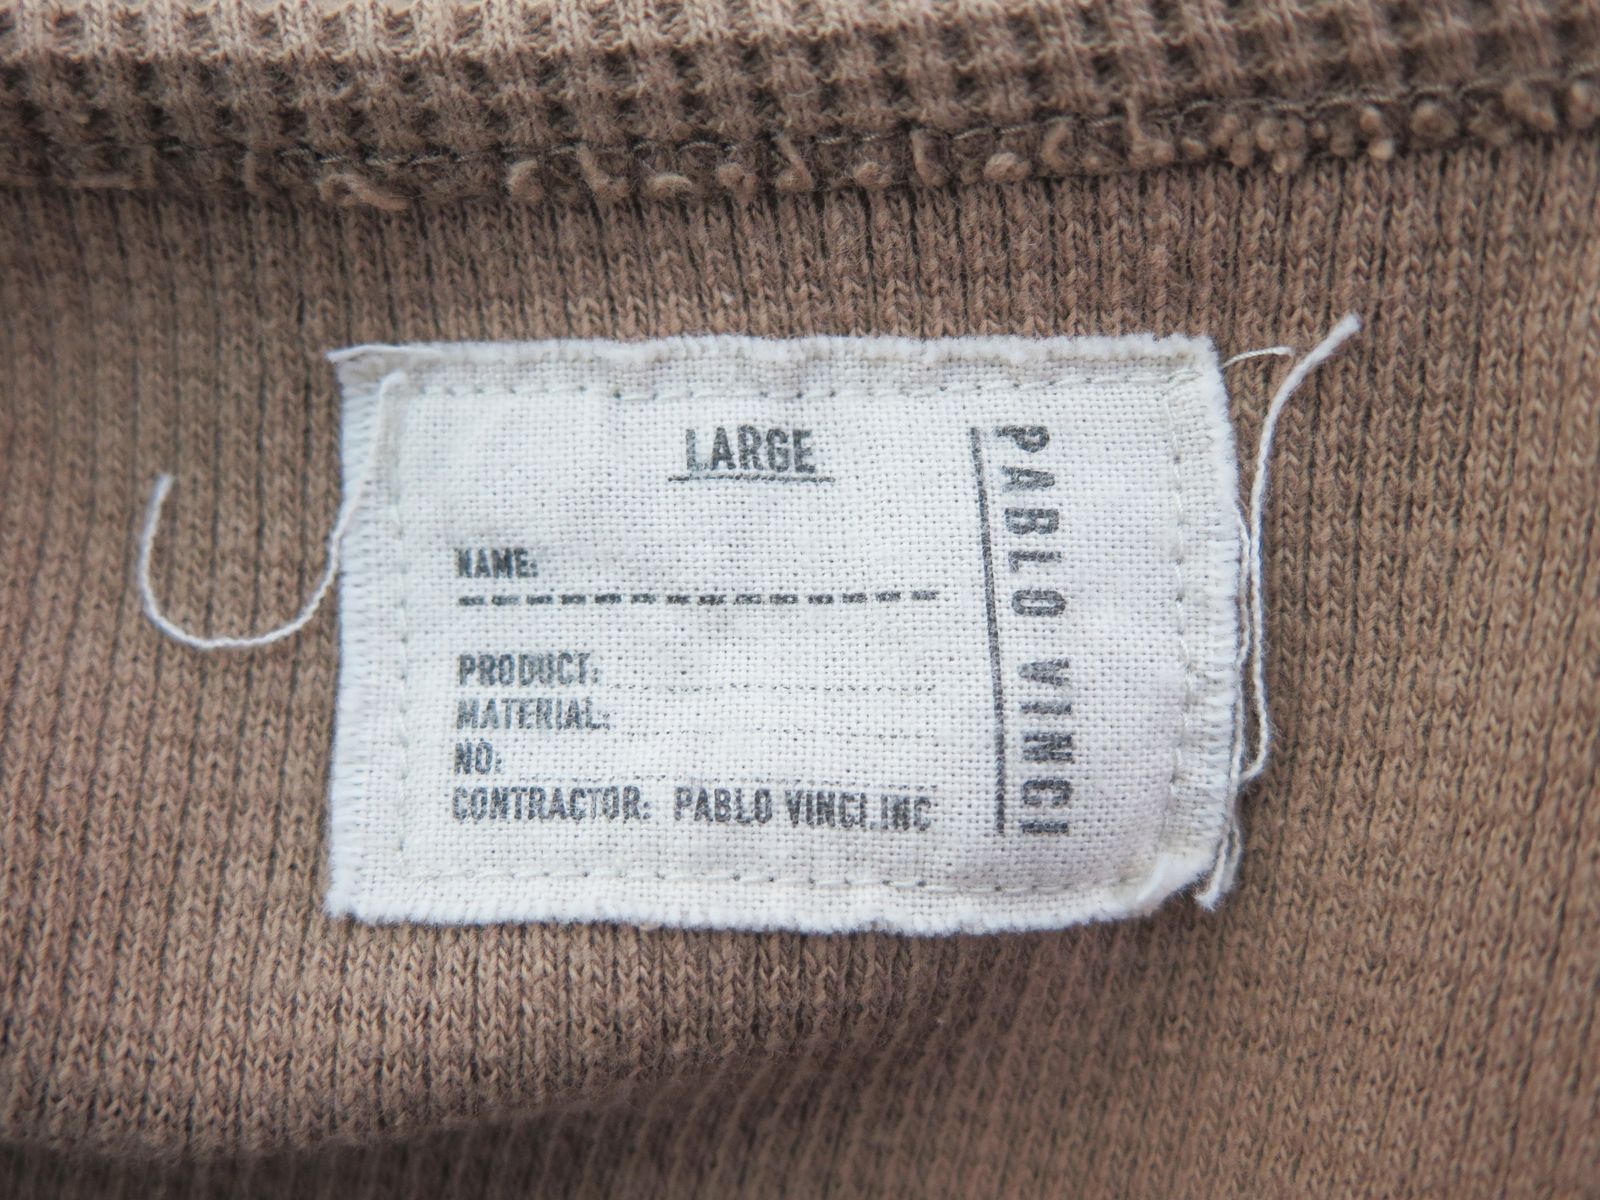 LARGE
NAME:
PRODUCT:
MATERIAL:
NO:
CONTRACTOR: PABLO VINCI.INC
PABLO VINCI